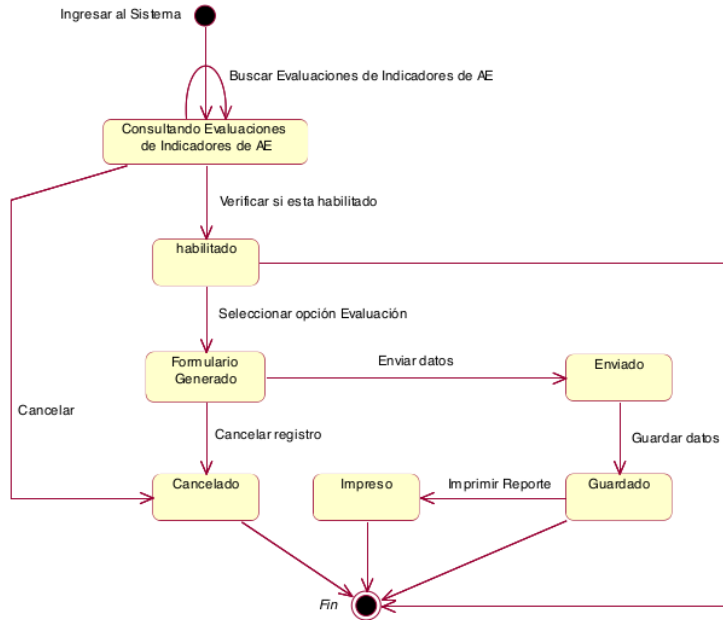 Ingresar al Sistema
Buscar Evaluaciones de Indicadores de AE
Consultando Evaluaciones
de Indicadores de AE
Verificar si esta habilitado
habilitado
Seleccionar opción Evaluación
Formulario
Generado
Enviar datos
Enviado
Cancelar
Cancelar registro
Guardar datos
Cancelado
Impreso
Imprimir Reporte
Guardado
Fin